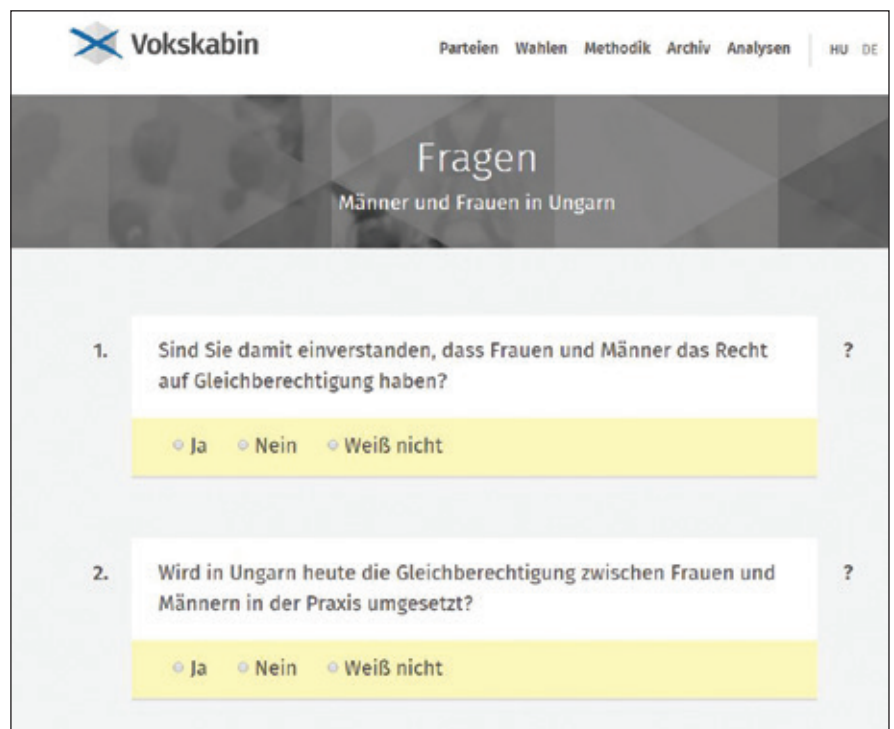 Vokskabin
Parteien Wahlen Methodik Archiv Analysen HU DE
Fragen
Männer und Frauen in Ungarn
1. Sind Sie damit einverstanden, dass Frauen und Männer das Recht ?
auf Gleichberechtigung haben?
Ja Nein Weiß nicht
2. Wird in Ungarn heute die Gleichberechtigung zwischen Frauen und ?
Männern in der Praxis umgesetzt?
Ja Nein Weiß nicht